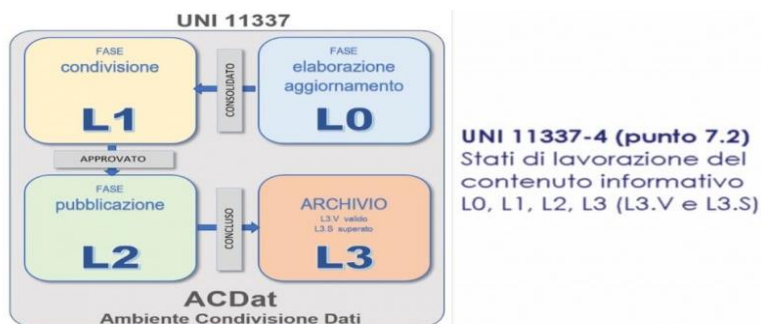 UNI 11337
FASE
condivisione
L1
CONSOLIDATO
FASE
elaborazione
aggiornamento
L0
APPROVATO
FASE
pubblicazione
L2
CONCLUSO
ARCHIVIO
L3.V valido
L3.S superato
L3
ACDat
Ambiente Condivisione Dati
UNI 11337-4 (punto 7.2)
Stati di lavorazione del
contenuto informativo
L0, L1, L2, L3 (L3.V e L3.S)